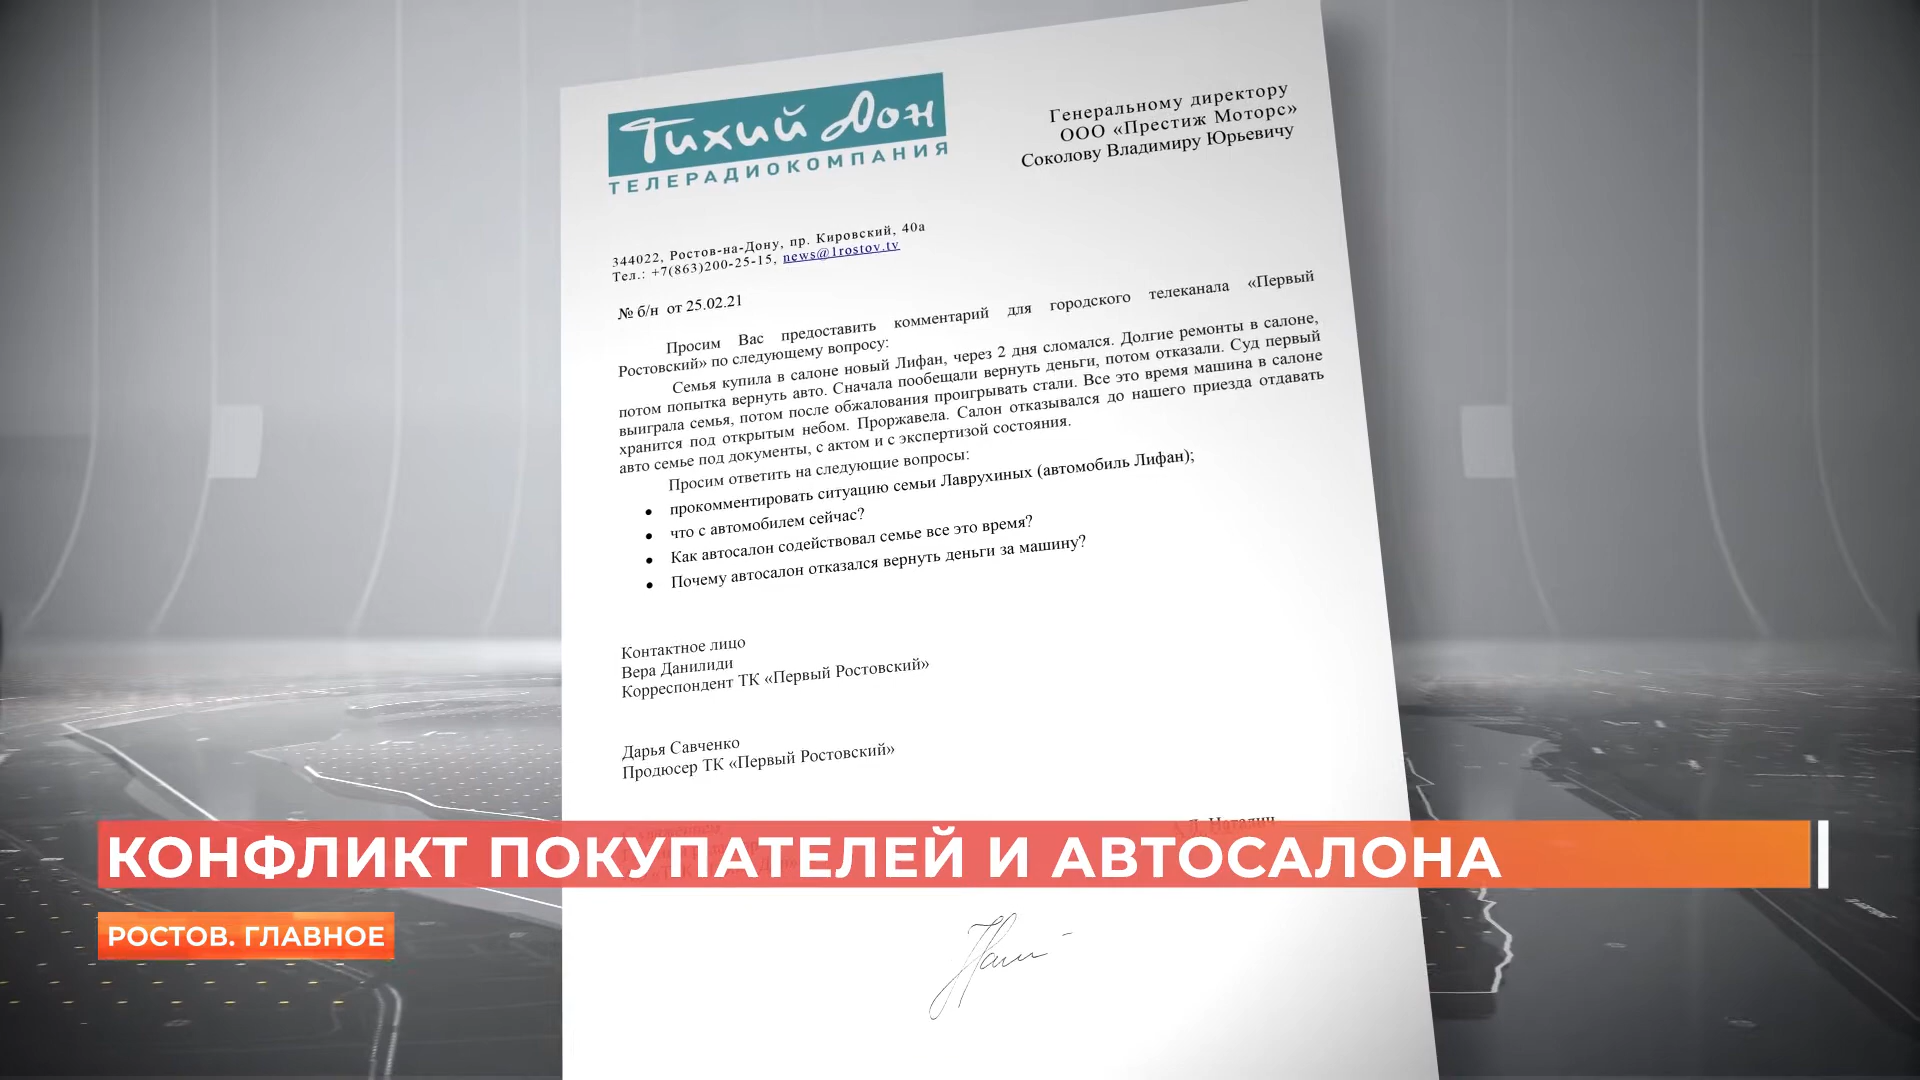 Тихий Дон
ТЕЛЕРАДИОКОМПАНИЯ
Генеральному директору
ООО «Престиж Моторс»
Соколову Владимиру Юрьевичу
344022, Ростов-на-Дону, пр. Кировский, 40а
Тел.: +7(863)200-25-15, news@1rostov.tv
№ б/н от 25.02.21
Просим Вас предоставить комментарий для городского телеканала «Первый
Ростовский» по следующему вопросу:
Семья купила в салоне новый Лифан, через 2 дня сломался. Долгие ремонты в салоне,
потом попытка вернуть авто. Сначала пообещали вернуть деньги, потом отказали. Суд первый
выиграла семья, потом после обжалования проигрывать стали. Все это время машина в салоне
хранится под открытым небом. Проржавела. Салон отказывался до нашего приезда отдавать
авто семье под документы, с актом и с экспертизой состояния.
Просим ответить на следующие вопросы:
• прокомментировать ситуацию семьи Лаврухиных (автомобиль Лифан);
• что с автомобилем сейчас?
• Как автосалон содействовал семье все это время?
• Почему автосалон отказался вернуть деньги за машину?
Контактное лицо
Вера Данилиди
Корреспондент ТК «Первый Ростовский»
Дарья Савченко
Продюсер ТК «Первый Ростовский»
КОНФЛИКТ ПОКУПАТЕЛЕЙ И АВТОСАЛОНА
РОСТОВ. ГЛАВНОЕ